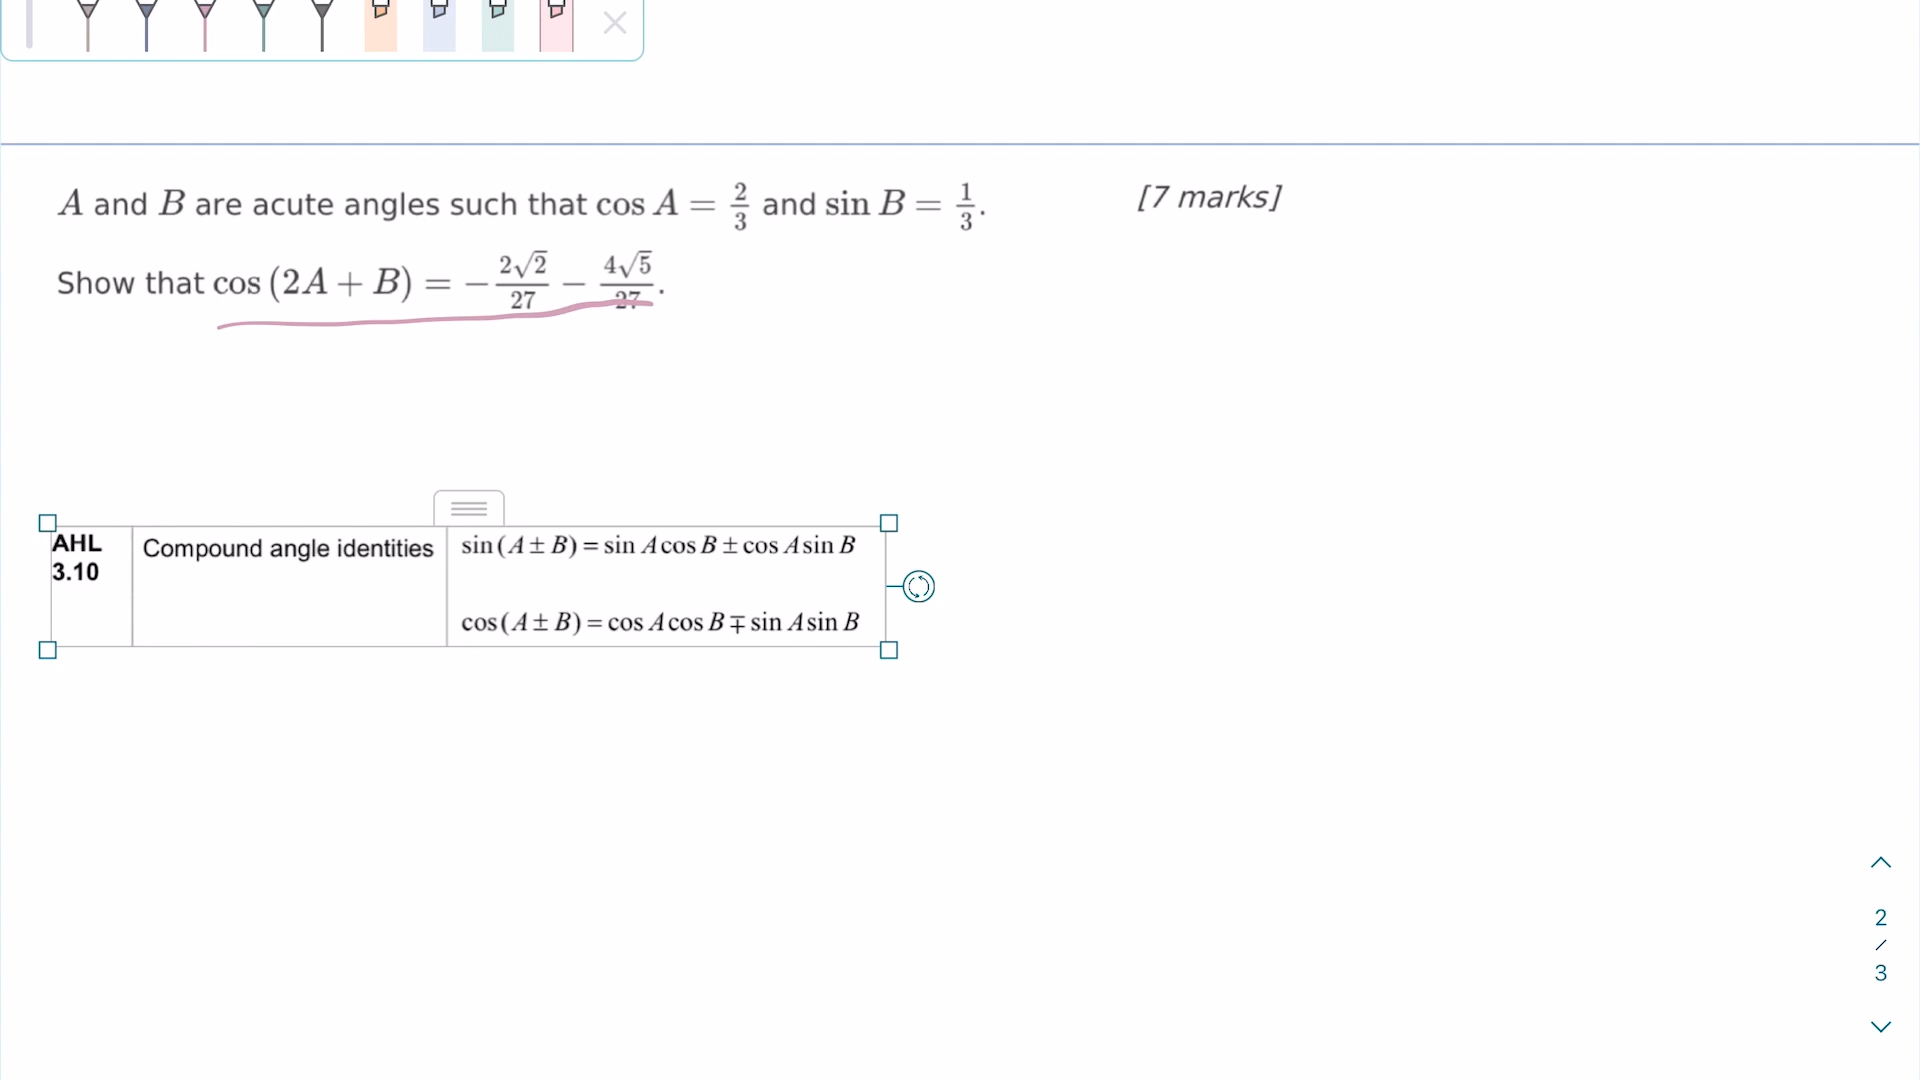 A and B are acute angles such that cos A = 2/3 and sin B = 1/3. [7 marks]
Show that cos (2A + B) = −2√2/27 − 4√5/27.
AHL 3.10 Compound angle identities sin(A ± B) = sin A cos B ± cos A sin B
cos(A ± B) = cos A cos B ∓ sin A sin B
2
/
3